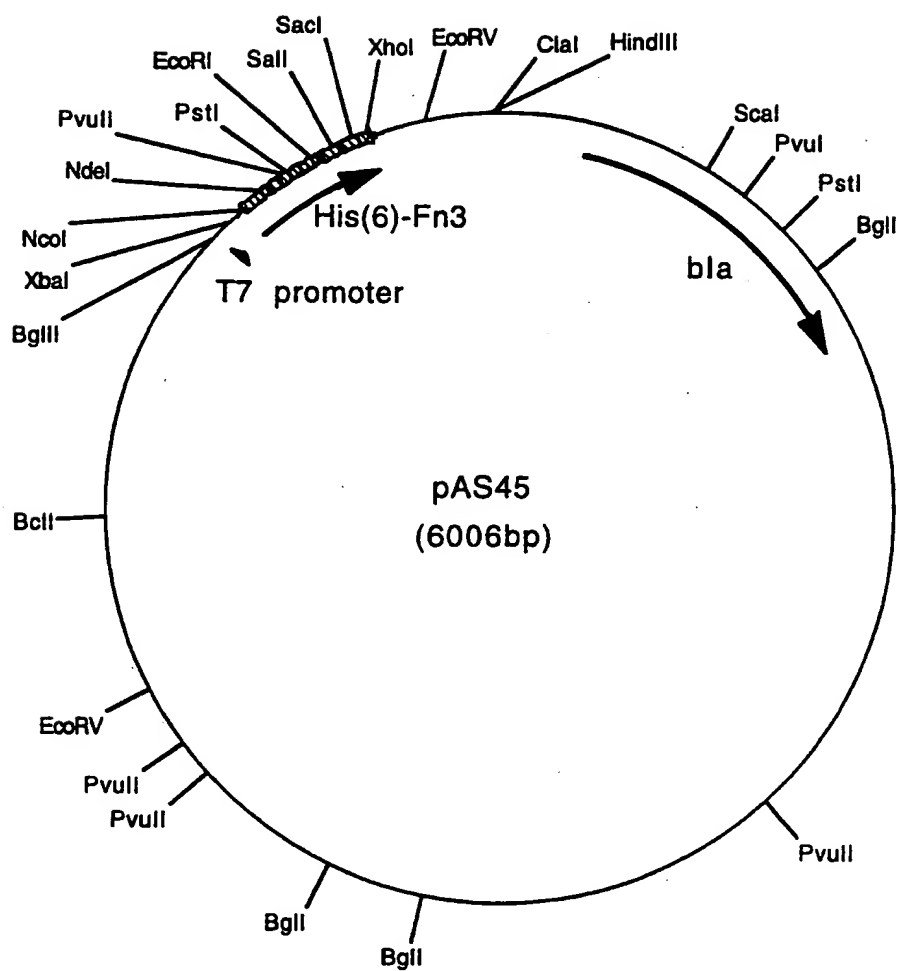 SacI
XhoI
EcoRV
ClaI
HindIII
EcoRI
SalI
PvuII
PstI
ScaI
PvuI
NdeI
PstI
BglI
NcoI
His(6)-Fn3
XbaI
bla
T7 promoter
BglII
pAS45
BclI
(6006bp)
EcoRV
PvuII
PvuII
PvuII
BglI
BglI